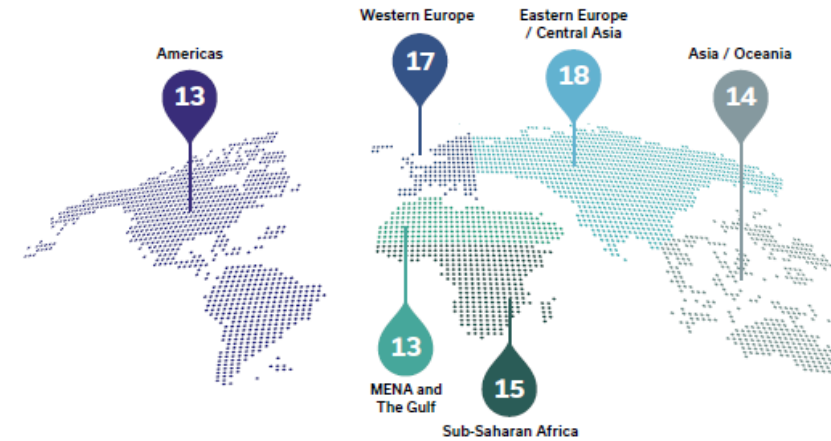 Americas
13
Western Europe
17
Eastern Europe
/ Central Asia
18
Asia / Oceania
14
13
MENA and
The Gulf
15
Sub-Saharan Africa